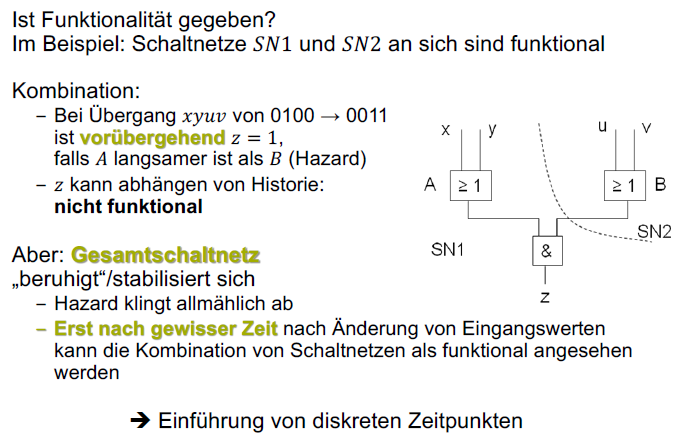 Ist Funktionalität gegeben?
Im Beispiel: Schaltnetze SN1 und SN2 an sich sind funktional
Kombination:
– Bei Übergang xyuv von 0100 → 0011
ist vorübergehend z = 1,
falls A langsamer ist als B (Hazard)
– z kann abhängen von Historie:
nicht funktional
Aber: Gesamtschaltnetz
„beruhigt“/stabilisiert sich
– Hazard klingt allmählich ab
– Erst nach gewisser Zeit nach Änderung von Eingangswerten
kann die Kombination von Schaltnetzen als funktional angesehen
werden
➔ Einführung von diskreten Zeitpunkten
x y u v
A ≥ 1 ≥ 1 B
SN1 & SN2
z